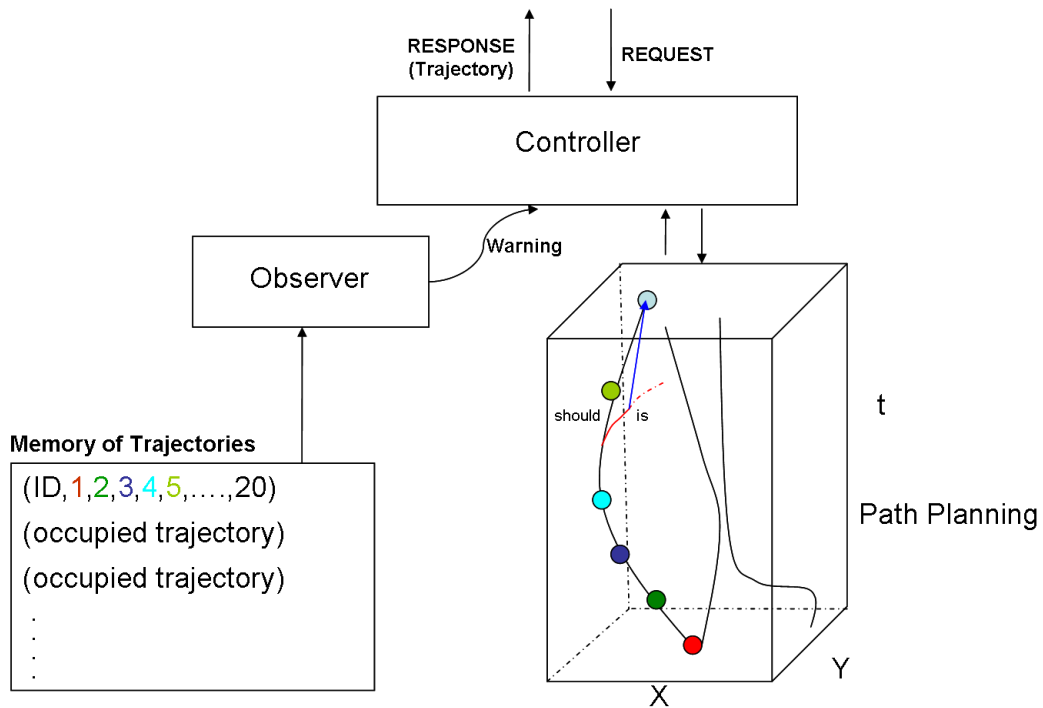 RESPONSE
(Trajectory)
REQUEST
Controller
Warning
Observer
should
is
t
Memory of Trajectories
(ID,1,2,3,4,5,….,20)
(occupied trajectory)
(occupied trajectory)
.
.
.
.
Path Planning
Y
X